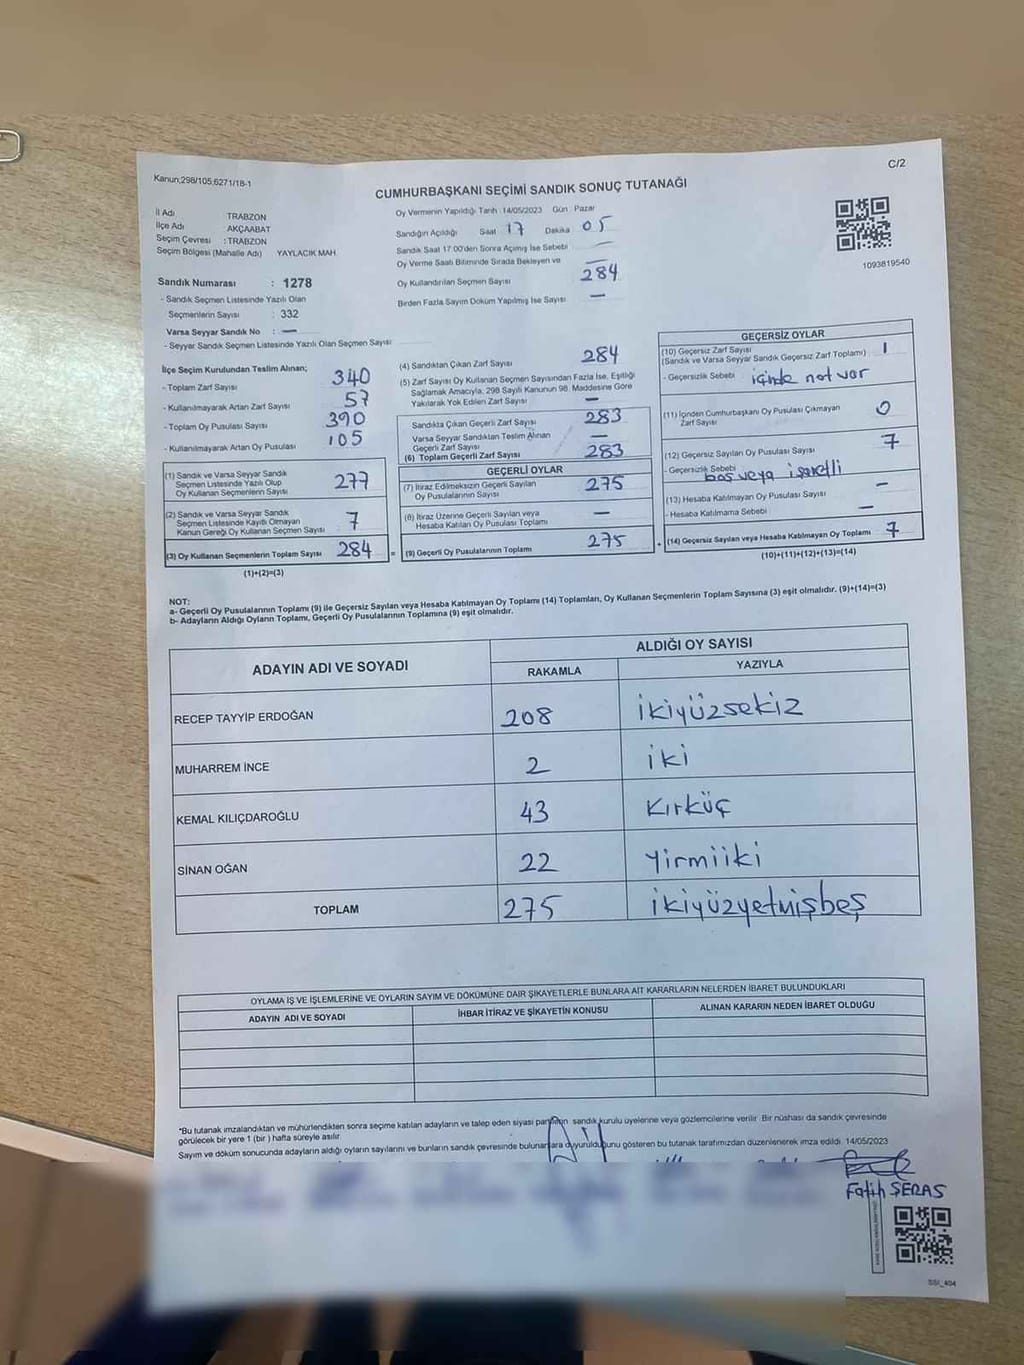 Kanun;298/105,6271/18-1
C/2
CUMHURBAŞKANI SEÇİMİ SANDIK SONUÇ TUTANAĞI
İl Adı TRABZON
İlçe Adı AKÇAABAT
Seçim Çevresi : TRABZON
Seçim Bölgesi (Mahalle Adı) YAYLACIK MAH.
Sandık Numarası : 1278
- Sandık Seçmen Listesinde Yazılı Olan
Seçmenlerin Sayısı : 332
Varsa Seyyar Sandık No : —
- Seyyar Sandık Seçmen Listesinde Yazılı Olan Seçmen Sayısı
Oy Vermenin Yapıldığı Tarih :14/05/2023 Gün : Pazar
Sandığın Açıldığı Saat 17 Dakika 05
Sandık Saat 17:00'den Sonra Açımış İse Sebebi —
Oy Verme Saati Bitiminde Sırada Bekleyen ve —
Oy Kullandırılan Seçmen Sayısı 284
Birden Fazla Sayım Döküm Yapılmış İse Sayısı —
1093819540
İlçe Seçim Kurulundan Teslim Alınan;
- Toplam Zarf Sayısı 340
- Kullanılmayarak Artan Zarf Sayısı 57
- Toplam Oy Pusulası Sayısı 390
- Kullanılmayarak Artan Oy Pusulası 105
(1) Sandık ve Varsa Seyyar Sandık
Seçmen Listesinde Yazılı Olup
Oy Kullanan Seçmenlerin Sayısı 277
(2) Sandık ve Varsa Seyyar Sandık
Seçmen Listesinde Kayıtlı Olmayan
Kanun Gereği Oy Kullanan Seçmen Sayısı 7
(3) Oy Kullanan Seçmenlerin Toplam Sayısı 284 =
(1)+(2)=(3)
(4) Sandıktan Çıkan Zarf Sayısı 284
(5) Zarf Sayısı Oy Kullanan Seçmen Sayısından Fazla İse, Eşitliği
Sağlamak Amacıyla, 298 Sayılı Kanunun 98. Maddesine Göre
Yakılarak Yok Edilen Zarf Sayısı —
Sandıkta Çıkan Geçerli Zarf Sayısı 283
Varsa Seyyar Sandıktan Teslim Alınan
Geçerli Zarf Sayısı —
(6) Toplam Geçerli Zarf Sayısı 283
GEÇERLİ OYLAR
(7) İtiraz Edilmeksizin Geçerli Sayılan
Oy Pusulalarının Sayısı 275
(8) İtiraz Üzerine Geçerli Sayılan veya
Hesaba Katılan Oy Pusulası Toplamı —
(9) Geçerli Oy Pusulalarının Toplamı 275 +
GEÇERSİZ OYLAR
(10) Geçersiz Zarf Sayısı 1
(Sandık ve Varsa Seyyar Sandık Geçersiz Zarf Toplamı)
- Geçersizlik Sebebi içinde not var
(11) İçinden Cumhurbaşkanı Oy Pusulası Çıkmayan
Zarf Sayısı 0
(12) Geçersiz Sayılan Oy Pusulası Sayısı 7
- Geçersizlik Sebebi boş veya işaretli
(13) Hesaba Katılmayan Oy Pusulası Sayısı —
- Hesaba Katılmama Sebebi —
(14) Geçersiz Sayılan veya Hesaba Katılmayan Oy Toplamı 7
(10)+(11)+(12)+(13)=(14)
NOT:
a- Geçerli Oy Pusulalarının Toplamı (9) ile Geçersiz Sayılan veya Hesaba Katılmayan Oy Toplamı (14) Toplamları, Oy Kullanan Seçmenlerin Toplam Sayısına (3) eşit olmalıdır. (9)+(14)=(3)
b- Adayların Aldığı Oyların Toplamı, Geçerli Oy Pusulalarının Toplamına (9) eşit olmalıdır.
ADAYIN ADI VE SOYADI
ALDIĞI OY SAYISI
RAKAMLA YAZIYLA
RECEP TAYYİP ERDOĞAN 208 ikiyüzsekiz
MUHARREM İNCE 2 iki
KEMAL KILIÇDAROĞLU 43 Kırküç
SİNAN OĞAN 22 yirmiiki
TOPLAM 275 ikiyüzyetmişbeş
OYLAMA İŞ VE İŞLEMLERİNE VE OYLARIN SAYIM VE DÖKÜMÜNE DAİR ŞİKAYETLERLE BUNLARA AİT KARARLARIN NELERDEN İBARET BULUNDUKLARI
ADAYIN ADI VE SOYADI İHBAR İTİRAZ VE ŞİKAYETİN KONUSU ALINAN KARARIN NEDEN İBARET OLDUĞU
*Bu tutanak imzalandıktan ve mühürlendikten sonra seçime katılan adayların ve talep eden siyasi partilerin sandık kurulu üyelerine veya gözlemcilerine verilir. Bir nüshası da sandık çevresinde
görülecek bir yere 1 (bir) hafta süreyle asılır.
Sayım ve döküm sonucunda adayların aldığı oyların sayılarını ve bunların sandık çevresinde bulunanlara duyurulduğunu gösteren bu tutanak tarafımızdan düzenlenerek imza edildi. 14/05/2023
Fatih ŞERAS
SSI_404